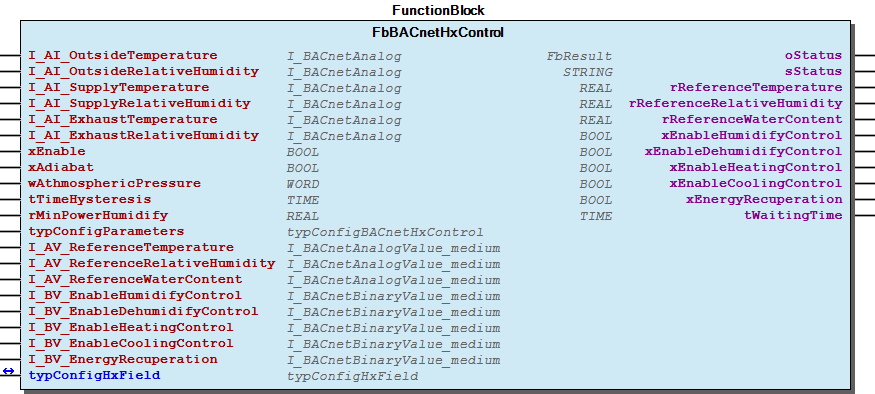 FunctionBlock
FbBACnetHxControl
I_AI_OutsideTemperature I_BACnetAnalog FbResult oStatus
I_AI_OutsideRelativeHumidity I_BACnetAnalog STRING sStatus
I_AI_SupplyTemperature I_BACnetAnalog REAL rReferenceTemperature
I_AI_SupplyRelativeHumidity I_BACnetAnalog REAL rReferenceRelativeHumidity
I_AI_ExhaustTemperature I_BACnetAnalog REAL rReferenceWaterContent
I_AI_ExhaustRelativeHumidity I_BACnetAnalog BOOL xEnableHumidifyControl
xEnable BOOL BOOL xEnableDehumidifyControl
xAdiabat BOOL BOOL xEnableHeatingControl
wAthmosphericPressure WORD BOOL xEnableCoolingControl
tTimeHysteresis TIME BOOL xEnergyRecuperation
rMinPowerHumidify REAL TIME tWaitingTime
typConfigParameters typConfigBACnetHxControl
I_AV_ReferenceTemperature I_BACnetAnalogValue_medium
I_AV_ReferenceRelativeHumidity I_BACnetAnalogValue_medium
I_AV_ReferenceWaterContent I_BACnetAnalogValue_medium
I_BV_EnableHumidifyControl I_BACnetBinaryValue_medium
I_BV_EnableDehumidifyControl I_BACnetBinaryValue_medium
I_BV_EnableHeatingControl I_BACnetBinaryValue_medium
I_BV_EnableCoolingControl I_BACnetBinaryValue_medium
I_BV_EnergyRecuperation I_BACnetBinaryValue_medium
typConfigHxField typConfigHxField